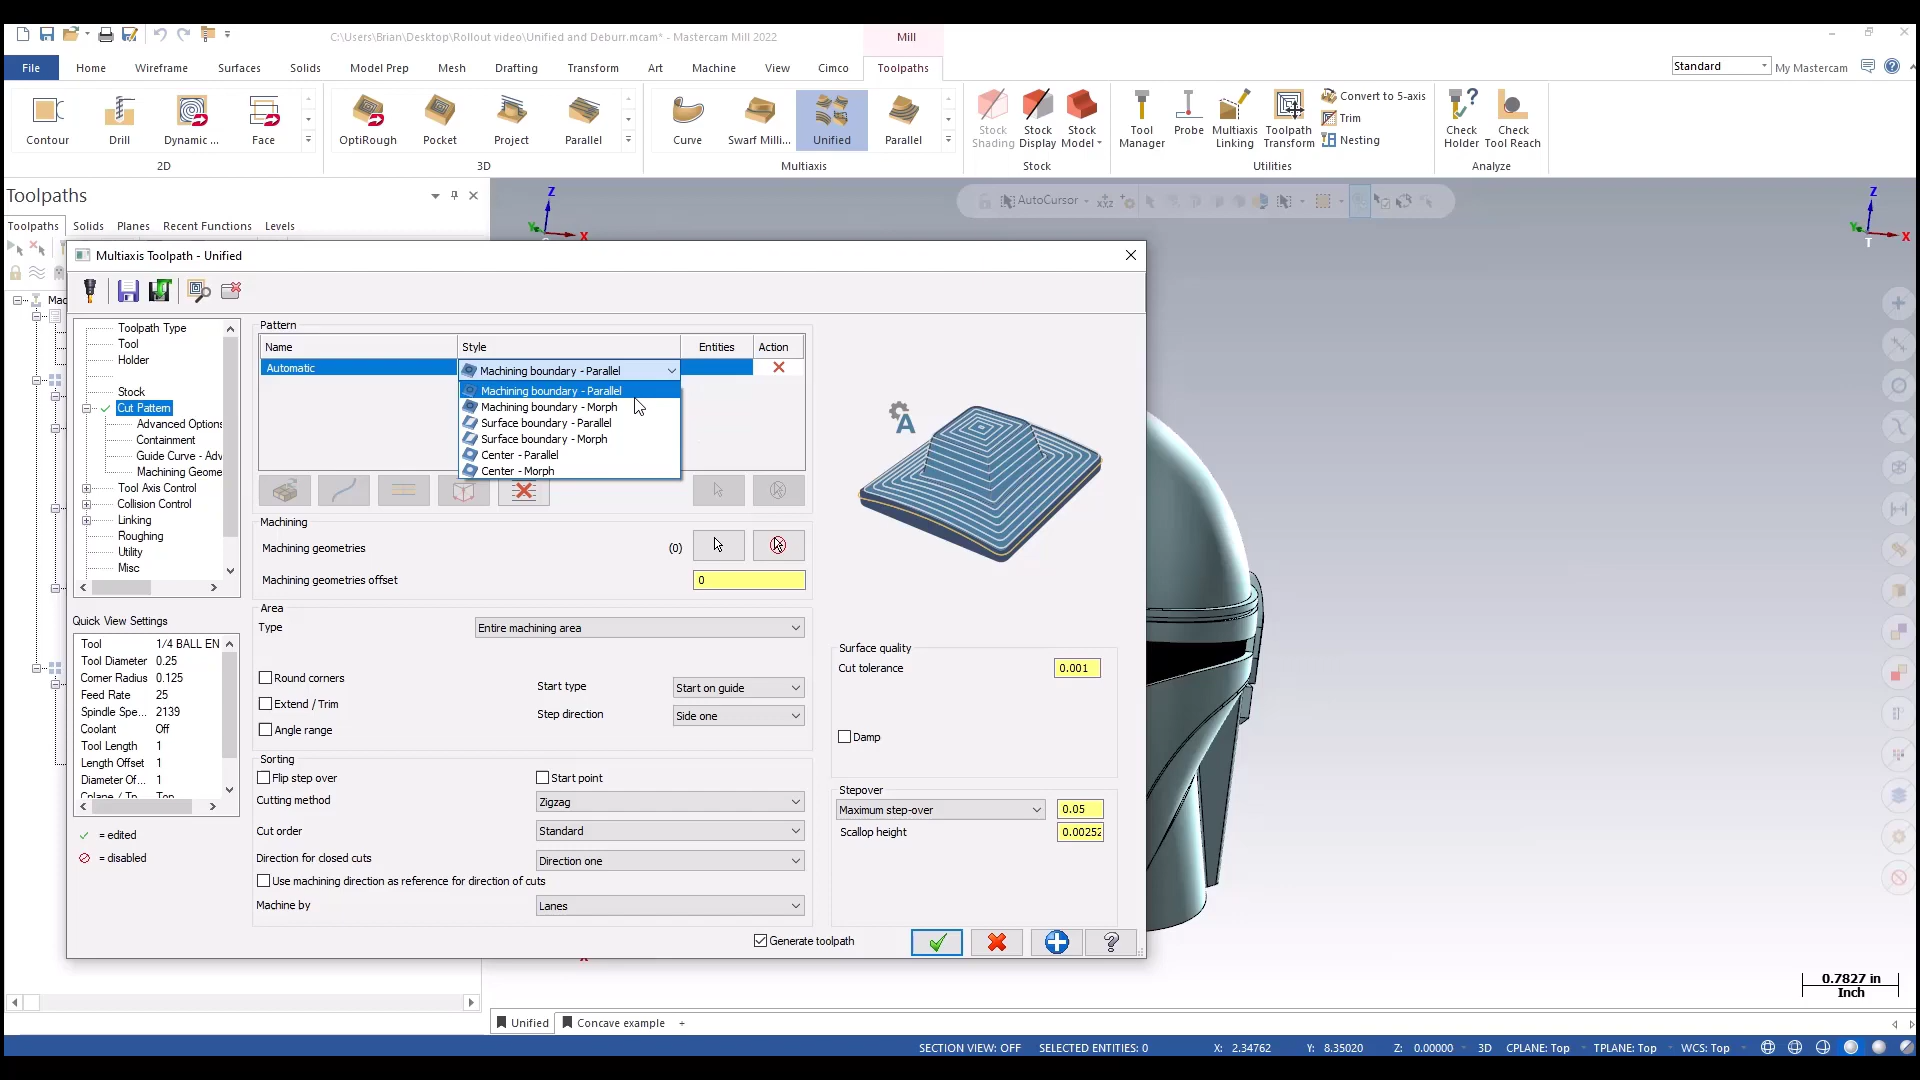 C:\Users\Brian\Desktop\Rollout video\Unified and Deburr.mcam* - Mastercam Mill 2022
Mill
File Home Wireframe Surfaces Solids Model Prep Mesh Drafting Transform Art Machine View Cimco Toolpaths
Standard My Mastercam
Contour Drill Dynamic ... Face
2D
OptiRough Pocket Project Parallel
3D
Curve Swarf Milli... Unified Parallel
Multiaxis
Stock Shading Stock Display Stock Model
Stock
Tool Manager Probe Multiaxis Linking Toolpath Transform
Convert to 5-axis
Trim
Nesting
Utilities
Check Holder Check Tool Reach
Analyze
Toolpaths
Toolpaths Solids Planes Recent Functions Levels
AutoCursor
Z
Y
X
Z
Y
X
T
Mac
Multiaxis Toolpath - Unified
Toolpath Type
Tool
Holder
Stock
Cut Pattern
Advanced Options
Containment
Guide Curve - Adv
Machining Geome
Tool Axis Control
Collision Control
Linking
Roughing
Utility
Misc
Quick View Settings
Tool 1/4 BALL EN
Tool Diameter 0.25
Corner Radius 0.125
Feed Rate 25
Spindle Spe... 2139
Coolant Off
Tool Length 1
Length Offset 1
Diameter Of... 1
Cplane / Tp... Top
= edited
= disabled
Pattern
Name Style Entities Action
Automatic Machining boundary - Parallel
Machining boundary - Parallel
Machining boundary - Morph
Surface boundary - Parallel
Surface boundary - Morph
Center - Parallel
Center - Morph
A
Machining
Machining geometries (0)
Machining geometries offset 0
Area
Type Entire machining area
Round corners
Extend / Trim
Angle range
Start type Start on guide
Step direction Side one
Sorting
Flip step over Start point
Cutting method Zigzag
Cut order Standard
Direction for closed cuts Direction one
Use machining direction as reference for direction of cuts
Machine by Lanes
Surface quality
Cut tolerance 0.001
Damp
Stepover
Maximum step-over 0.05
Scallop height 0.00252
Generate toolpath
0.7827 in
Inch
Unified Concave example +
SECTION VIEW: OFF SELECTED ENTITIES: 0 X: 2.34762 Y: 8.35020 Z: 0.00000 3D CPLANE: Top TPLANE: Top WCS: Top